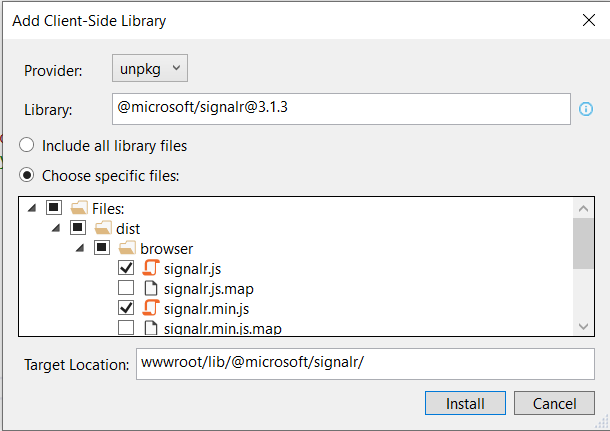 Add Client-Side Library
Provider: unpkg
Library: @microsoft/signalr@3.1.3
Include all library files
Choose specific files:
Files:
dist
browser
signalr.js
signalr.js.map
signalr.min.js
signalr.min.js.map
Target Location: wwwroot/lib/@microsoft/signalr/
Install Cancel